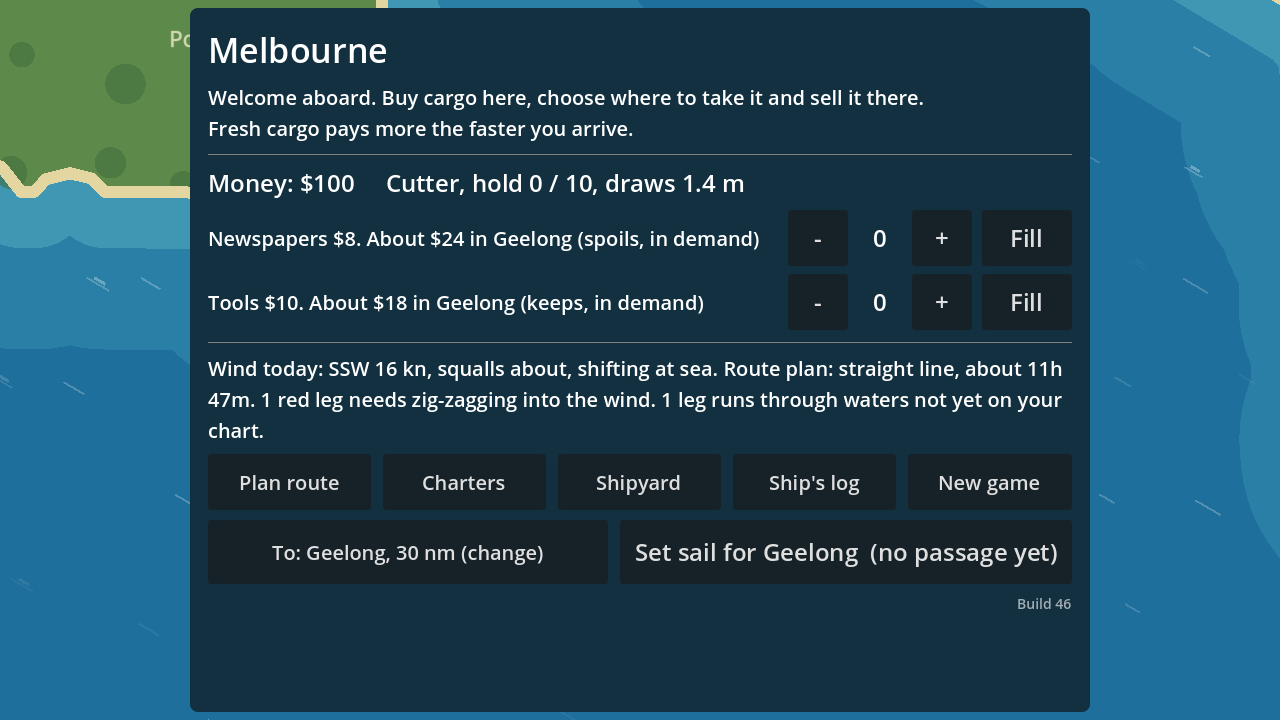 Po
Melbourne
Welcome aboard. Buy cargo here, choose where to take it and sell it there.
Fresh cargo pays more the faster you arrive.
Money: $100 Cutter, hold 0 / 10, draws 1.4 m
Newspapers $8. About $24 in Geelong (spoils, in demand) - 0 + Fill
Tools $10. About $18 in Geelong (keeps, in demand) - 0 + Fill
Wind today: SSW 16 kn, squalls about, shifting at sea. Route plan: straight line, about 11h
47m. 1 red leg needs zig-zagging into the wind. 1 leg runs through waters not yet on your
chart.
Plan route Charters Shipyard Ship's log New game
To: Geelong, 30 nm (change) Set sail for Geelong (no passage yet)
Build 46